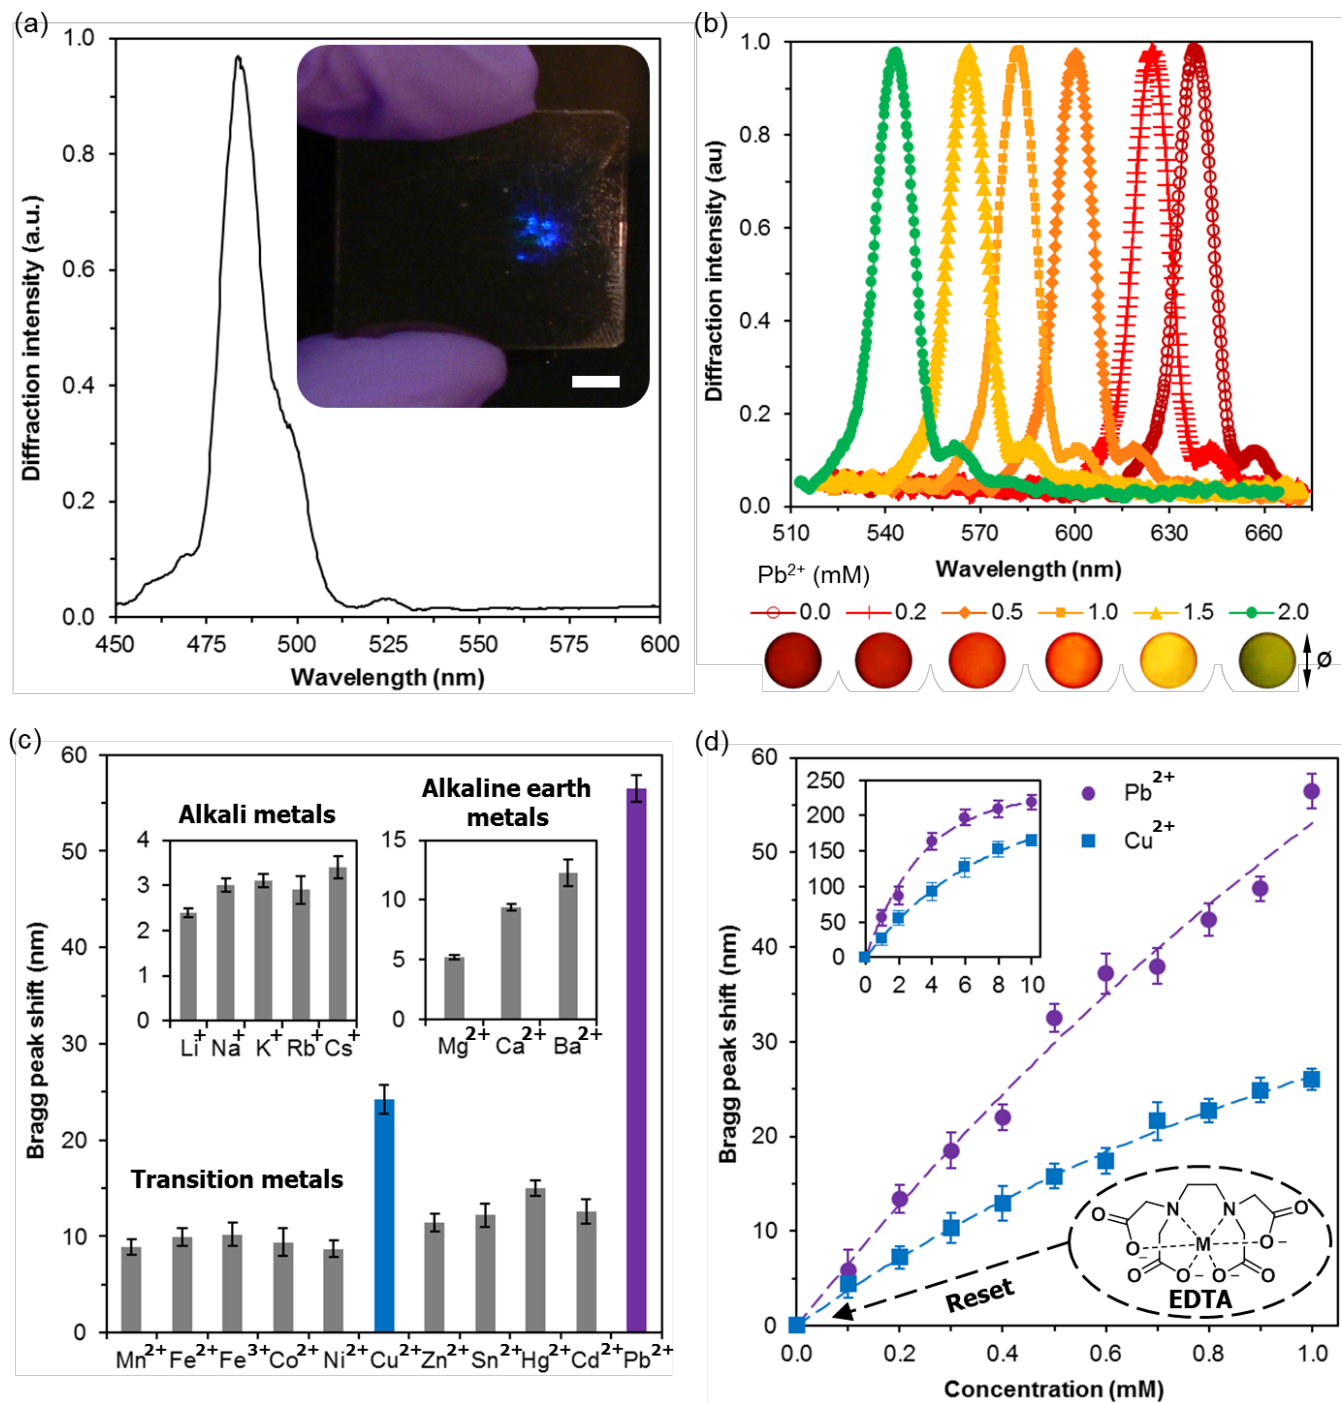 (a)
1.0
0.8
0.6
0.4
0.2
0.0
Diffraction intensity (a.u.)
450 475 500 525 550 575 600
Wavelength (nm)
(b)
1.0
0.8
0.6
0.4
0.2
0.0
Diffraction intensity (au)
510 540 570 600 630 660
Wavelength (nm)
Pb²⁺ (mM)
0.0 0.2 0.5 1.0 1.5 2.0
Ø
(c)
60
50
40
30
20
10
0
Bragg peak shift (nm)
Alkali metals
4
3
2
1
0
Li⁺ Na⁺ K⁺ Rb⁺ Cs⁺
Alkaline earth
metals
15
10
5
0
Mg²⁺ Ca²⁺ Ba²⁺
Transition metals
Mn²⁺ Fe²⁺ Fe³⁺ Co²⁺ Ni²⁺ Cu²⁺ Zn²⁺ Sn²⁺ Hg²⁺ Cd²⁺ Pb²⁺
(d)
60
50
40
30
20
10
0
Bragg peak shift (nm)
250
200
150
100
50
0
0 2 4 6 8 10
Pb²⁺
Cu²⁺
N N
O O
O⁻ M O⁻
O O⁻ O⁻ O
EDTA
Reset
0.0 0.2 0.4 0.6 0.8 1.0
Concentration (mM)